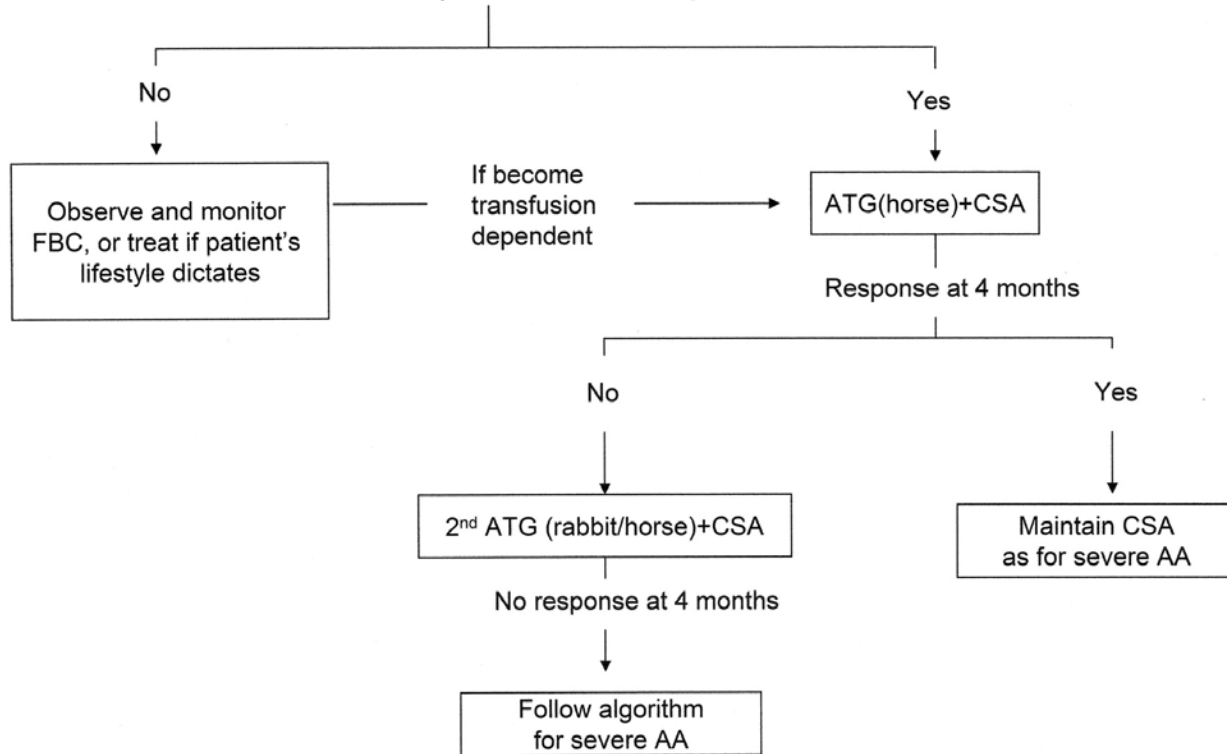 No
Yes
Observe and monitor
FBC, or treat if patient’s
lifestyle dictates
If become
transfusion
dependent
ATG(horse)+CSA
Response at 4 months
No
Yes
2nd ATG (rabbit/horse)+CSA
Maintain CSA
as for severe AA
No response at 4 months
Follow algorithm
for severe AA